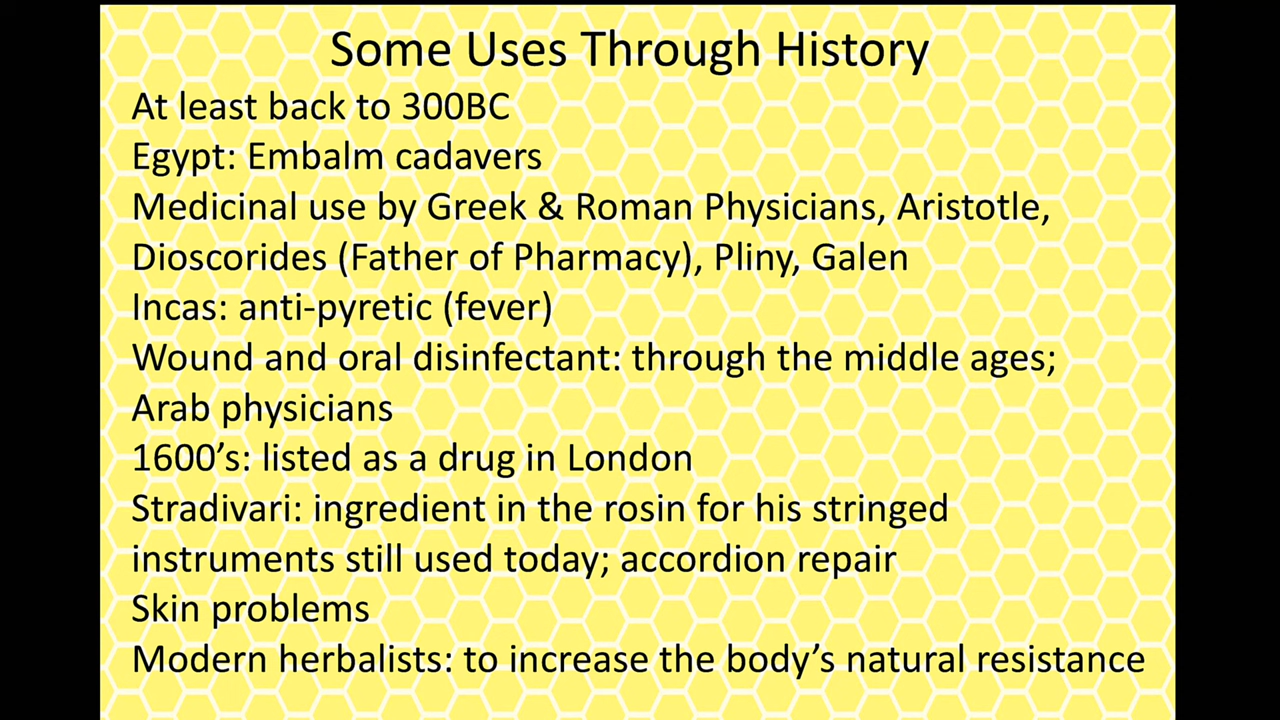 Some Uses Through History
At least back to 300BC
Egypt: Embalm cadavers
Medicinal use by Greek & Roman Physicians, Aristotle,
Dioscorides (Father of Pharmacy), Pliny, Galen
Incas: anti-pyretic (fever)
Wound and oral disinfectant: through the middle ages;
Arab physicians
1600’s: listed as a drug in London
Stradivari: ingredient in the rosin for his stringed
instruments still used today; accordion repair
Skin problems
Modern herbalists: to increase the body’s natural resistance